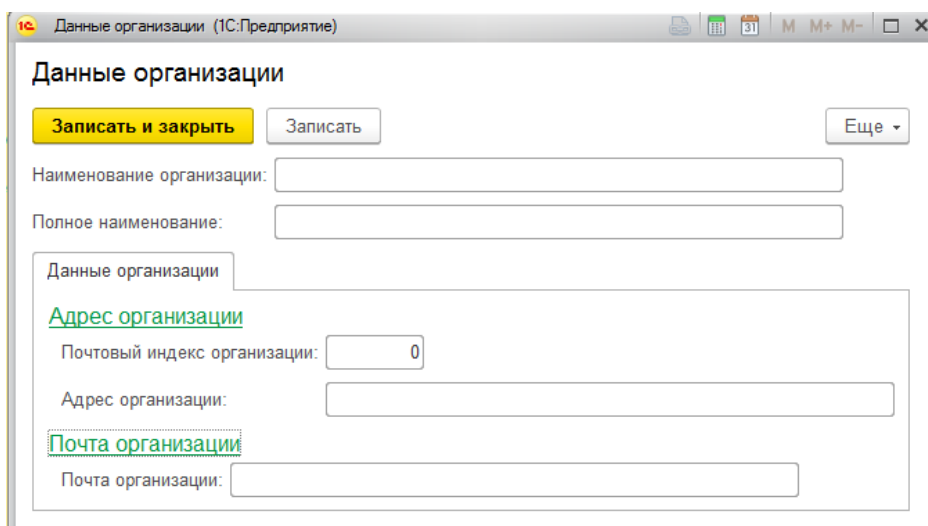 1С Данные организации (1С:Предприятие) 31 M M+ M-
Данные организации
Записать и закрыть Записать Еще
Наименование организации:
Полное наименование:
Данные организации
Адрес организации
Почтовый индекс организации: 0
Адрес организации:
Почта организации
Почта организации: